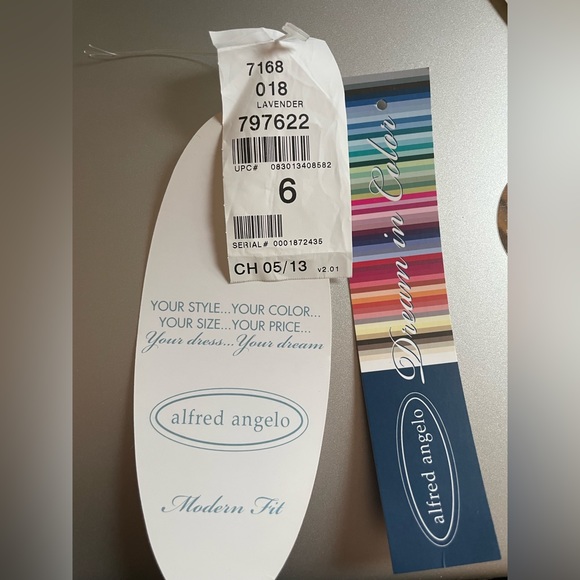 7168
018
LAVENDER
797622
UPC# 083013408582
6
SERIAL# 0001872435
CH 05/13 v2.01
YOUR STYLE...YOUR COLOR...
YOUR SIZE...YOUR PRICE...
Your dress...Your dream
alfred angelo
Modern Fit
Dream in Color
alfred angelo